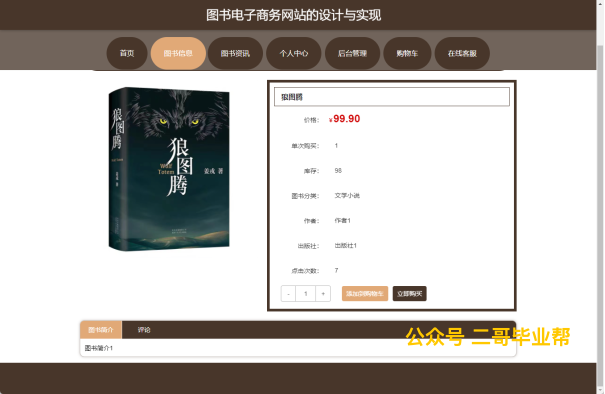 图书电子商务网站的设计与实现
首页 图书信息 图书资讯 个人中心 后台管理 购物车 在线客服
狼图腾
Wolf
Totem
姜戎 著
狼图腾
价格： ¥99.90
单次购买： 1
库存： 98
图书分类： 文学小说
作者： 作者1
出版社： 出版社1
点击次数： 7
- 1 + 添加到购物车 立即购买
图书简介 评论
公众号 二哥毕业帮
图书简介1